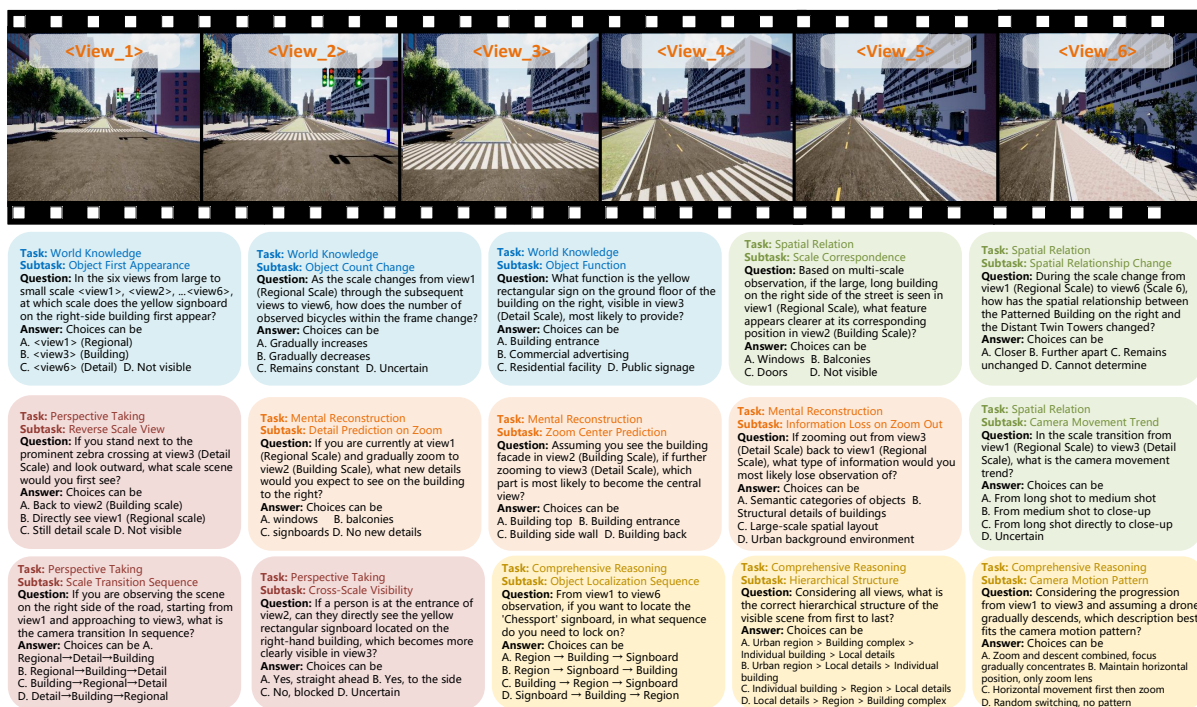 <View_1>
<View_2>
<View_3>
<View_4>
<View_5>
<View_6>
Task: World Knowledge
Subtask: Object First Appearance
Question: In the six views from large to
small scale <view1>, <view2>, ...<view6>,
at which scale does the yellow signboard
on the right-side building first appear?
Answer: Choices can be
A. <view1> (Regional)
B. <view3> (Building)
C. <view6> (Detail) D. Not visible
Task: World Knowledge
Subtask: Object Count Change
Question: As the scale changes from view1
(Regional Scale) through the subsequent
views to view6, how does the number of
observed bicycles within the frame change?
Answer: Choices can be
A. Gradually increases
B. Gradually decreases
C. Remains constant D. Uncertain
Task: World Knowledge
Subtask: Object Function
Question: What function is the yellow
rectangular sign on the ground floor of the
building on the right, visible in view3
(Detail Scale), most likely to provide?
Answer: Choices can be
A. Building entrance
B. Commercial advertising
C. Residential facility D. Public signage
Task: Spatial Relation
Subtask: Scale Correspondence
Question: Based on multi-scale
observation, if the large, long building
on the right side of the street is seen in
view1 (Regional Scale), what feature
appears clearer at its corresponding
position in view2 (Building Scale)?
Answer: Choices can be
A. Windows B. Balconies
C. Doors D. Not visible
Task: Spatial Relation
Subtask: Spatial Relationship Change
Question: During the scale change from
view1 (Regional Scale) to view6 (Scale 6),
how has the spatial relationship between
the Patterned Building on the right and
the Distant Twin Towers changed?
Answer: Choices can be
A. Closer B. Further apart C. Remains
unchanged D. Cannot determine
Task: Perspective Taking
Subtask: Reverse Scale View
Question: If you stand next to the
prominent zebra crossing at view3 (Detail
Scale) and look outward, what scale scene
would you first see?
Answer: Choices can be
A. Back to view2 (Building scale)
B. Directly see view1 (Regional scale)
C. Still detail scale D. Not visible
Task: Mental Reconstruction
Subtask: Detail Prediction on Zoom
Question: If you are currently at view1
(Regional Scale) and gradually zoom to
view2 (Building Scale), what new details
would you expect to see on the building
to the right?
Answer: Choices can be
A. windows B. balconies
C. signboards D. No new details
Task: Mental Reconstruction
Subtask: Zoom Center Prediction
Question: Assuming you see the building
facade in view2 (Building Scale), if further
zooming to view3 (Detail Scale), which
part is most likely to become the central
view?
Answer: Choices can be
A. Building top B. Building entrance
C. Building side wall D. Building back
Task: Mental Reconstruction
Subtask: Information Loss on Zoom Out
Question: If zooming out from view3
(Detail Scale) back to view1 (Regional
Scale), what type of information would you
most likely lose observation of?
Answer: Choices can be
A. Semantic categories of objects B.
Structural details of buildings
C. Large-scale spatial layout
D. Urban background environment
Task: Spatial Relation
Subtask: Camera Movement Trend
Question: In the scale transition from
view1 (Regional Scale) to view3 (Detail
Scale), what is the camera movement
trend?
Answer: Choices can be
A. From long shot to medium shot
B. From medium shot to close-up
C. From long shot directly to close-up
D. Uncertain
Task: Perspective Taking
Subtask: Scale Transition Sequence
Question: If you are observing the scene
on the right side of the road, starting from
view1 and approaching to view3, what is
the camera transition In sequence?
Answer: Choices can be A.
Regional→Detail→Building
B. Regional→Building→Detail
C. Building→Regional→Detail
D. Detail→Building→Regional
Task: Perspective Taking
Subtask: Cross-Scale Visibility
Question: If a person is at the entrance of
view2, can they directly see the yellow
rectangular signboard located on the
right-hand building, which becomes more
clearly visible in view3?
Answer: Choices can be
A. Yes, straight ahead B. Yes, to the side
C. No, blocked D. Uncertain
Task: Comprehensive Reasoning
Subtask: Object Localization Sequence
Question: From view1 to view6
observation, if you want to locate the
'Chessport' signboard, in what sequence
do you need to lock on?
Answer: Choices can be
A. Region → Building → Signboard
B. Region → Signboard → Building
C. Building → Region → Signboard
D. Signboard → Building → Region
Task: Comprehensive Reasoning
Subtask: Hierarchical Structure
Question: Considering all views, what is
the correct hierarchical structure of the
visible scene from first to last?
Answer: Choices can be
A. Urban region > Building complex >
Individual building > Local details
B. Urban region > Local details > Individual
building
C. Individual building > Region > Local details
D. Local details > Region > Building complex
Task: Comprehensive Reasoning
Subtask: Camera Motion Pattern
Question: Considering the progression
from view1 to view3 and assuming a drone
gradually descends, which description best
fits the camera motion pattern?
Answer: Choices can be
A. Zoom and descent combined, focus
gradually concentrates B. Maintain horizontal
position, only zoom lens
C. Horizontal movement first then zoom
D. Random switching, no pattern